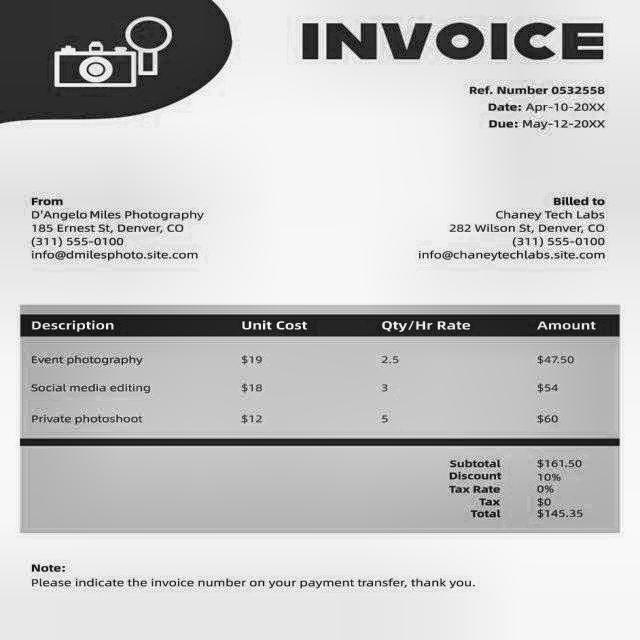 INVOICE
Ref. Number 0532558
Date: Apr-10-20XX
Due: May-12-20XX
From
D'Angelo Miles Photography
185 Ernest St, Denver, CO
(311) 555-0100
info@dmilesphoto.site.com
Billed to
Chaney Tech Labs
282 Wilson St, Denver, CO
(311) 555-0100
info@chaneytechlabs.site.com
Description Unit Cost Qty/Hr Rate Amount
Event photography $19 2.5 $47.50
Social media editing $18 3 $54
Private photoshoot $12 5 $60
Subtotal $161.50
Discount 10%
Tax Rate 0%
Tax $0
Total $145.35
Note:
Please indicate the invoice number on your payment transfer, thank you.